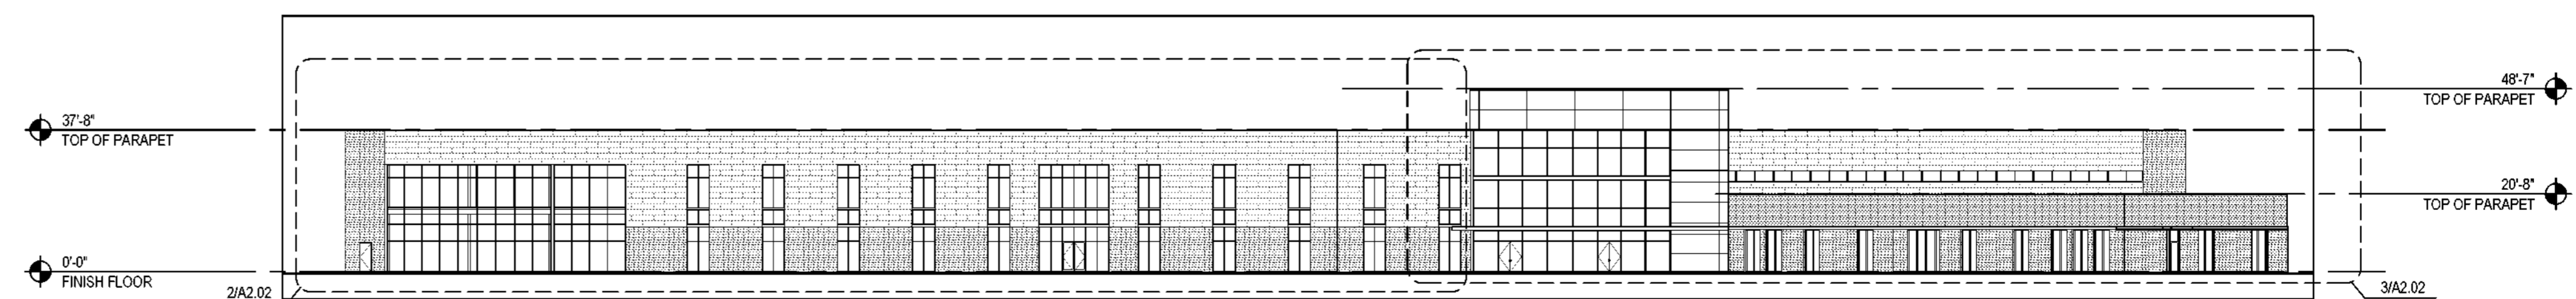 37'-8"
TOP OF PARAPET
0'-0"
FINISH FLOOR
2/A2.02
48'-7"
TOP OF PARAPET
20'-8"
TOP OF PARAPET
3/A2.02